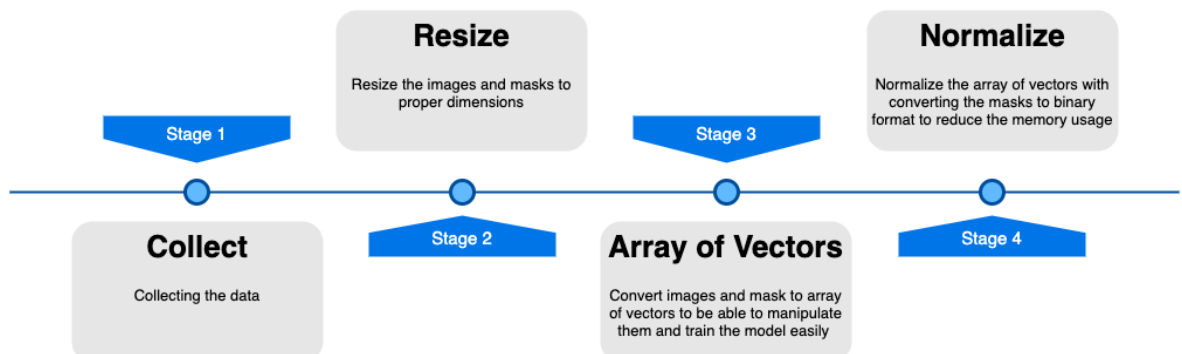 Stage 1
Collect
Collecting the data
Resize
Resize the images and masks to
proper dimensions
Stage 2
Stage 3
Array of Vectors
Convert images and mask to array
of vectors to be able to manipulate
them and train the model easily
Normalize
Normalize the array of vectors with
converting the masks to binary
format to reduce the memory usage
Stage 4